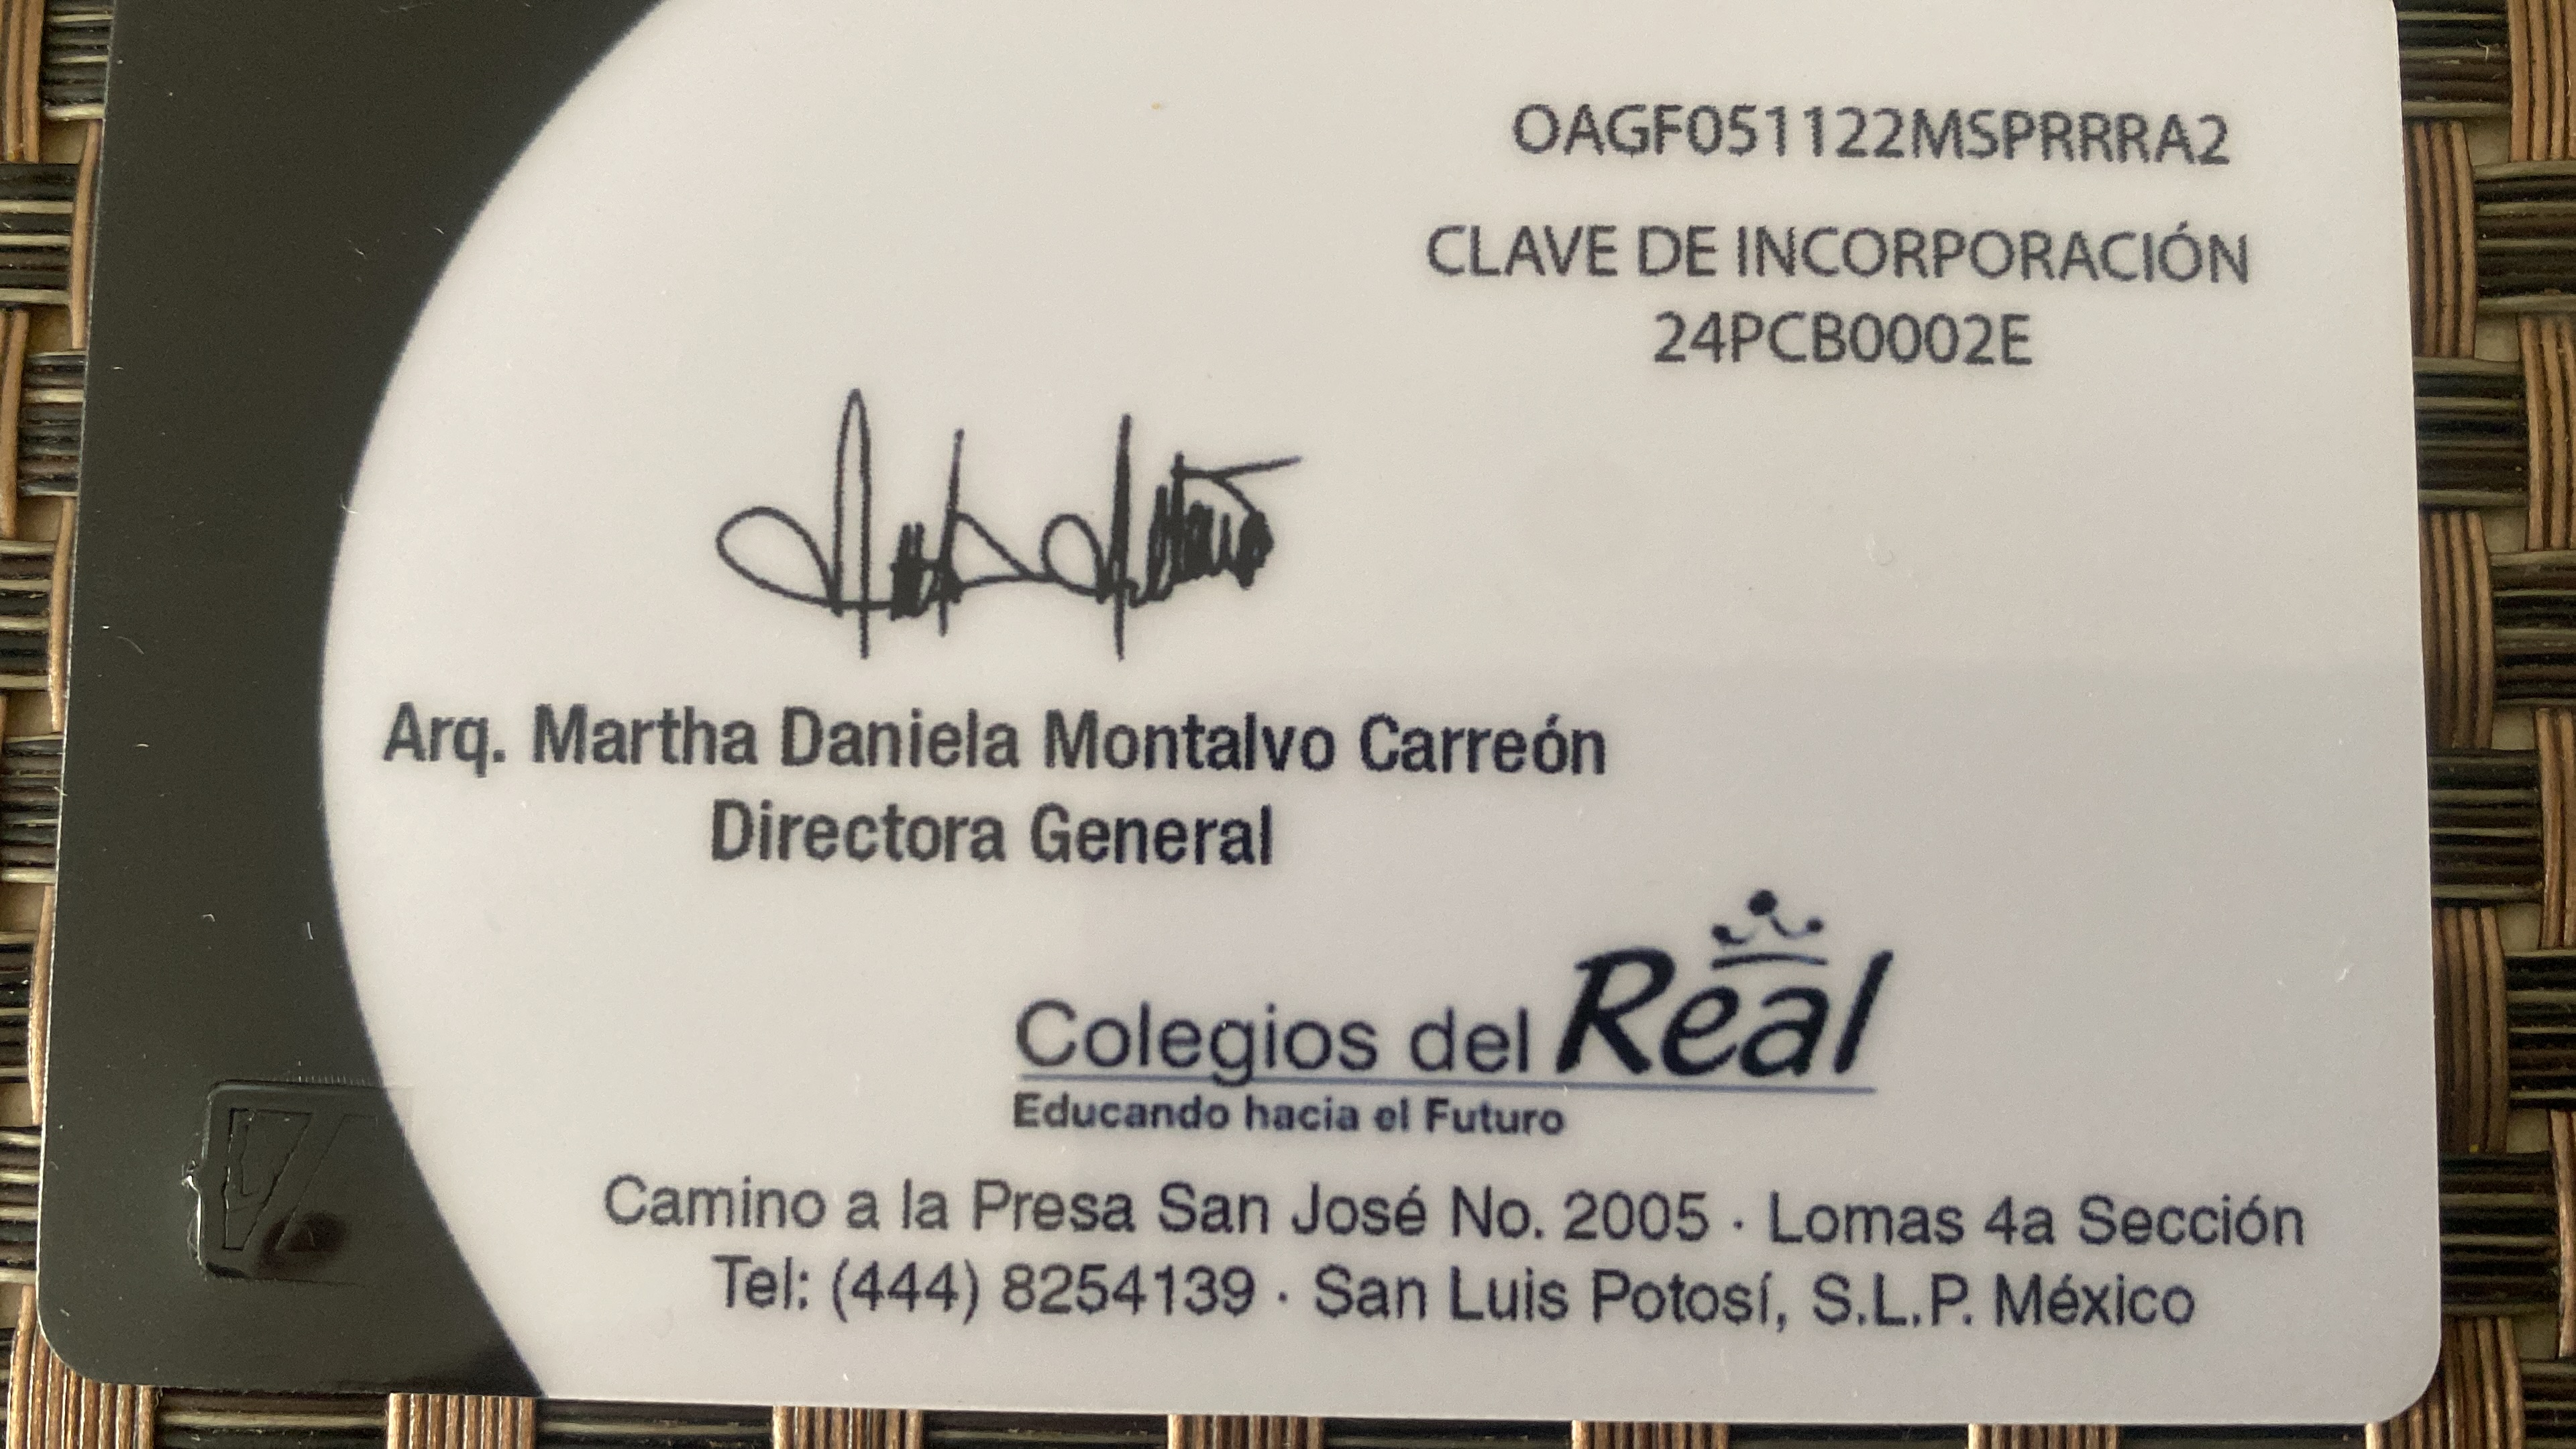 OAGF051122MSPRRRA2
CLAVE DE INCORPORACIÓN
24PCB0002E
Arq. Martha Daniela Montalvo Carreón
Directora General
Colegios del Real
Educando hacia el Futuro
Camino a la Presa San José No. 2005 · Lomas 4a Sección
Tel: (444) 8254139 · San Luis Potosí, S.L.P. México